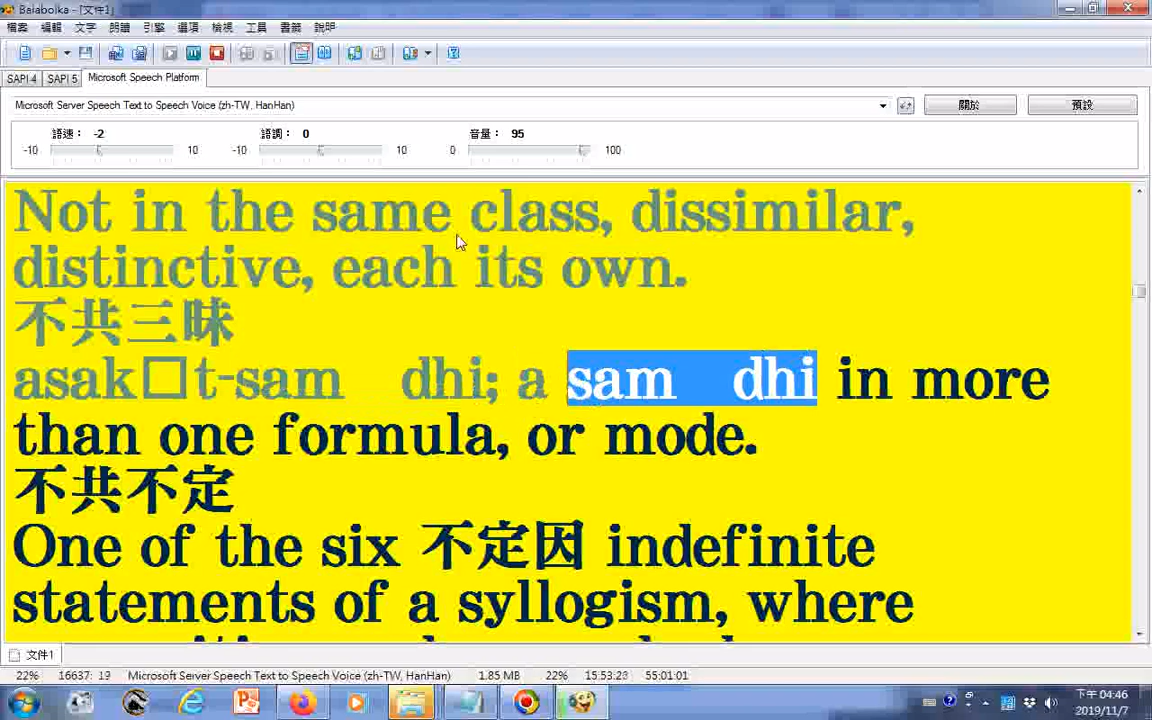 Balabolka - [文件1]
檔案 編輯 文字 朗讀 引擎 選項 檢視 工具 書籤 說明
SAPI 4 SAPI 5 Microsoft Speech Platform
Microsoft Server Speech Text to Speech Voice (zh-TW, HanHan) 關於 預設
語速： -2 語調： 0 音量： 95
-10 10 -10 10 0 100
Not in the same class, dissimilar,
distinctive, each its own.
不共三昧
asak□t-sam dhi; a sam dhi in more
than one formula, or mode.
不共不定
One of the six 不定因 indefinite
statements of a syllogism, where
文件1
22% 16637: 19 Microsoft Server Speech Text to Speech Voice (zh-TW, HanHan) 1.85 MB 22% 15:53:23 55:01:01
下午 04:46
2019/11/7